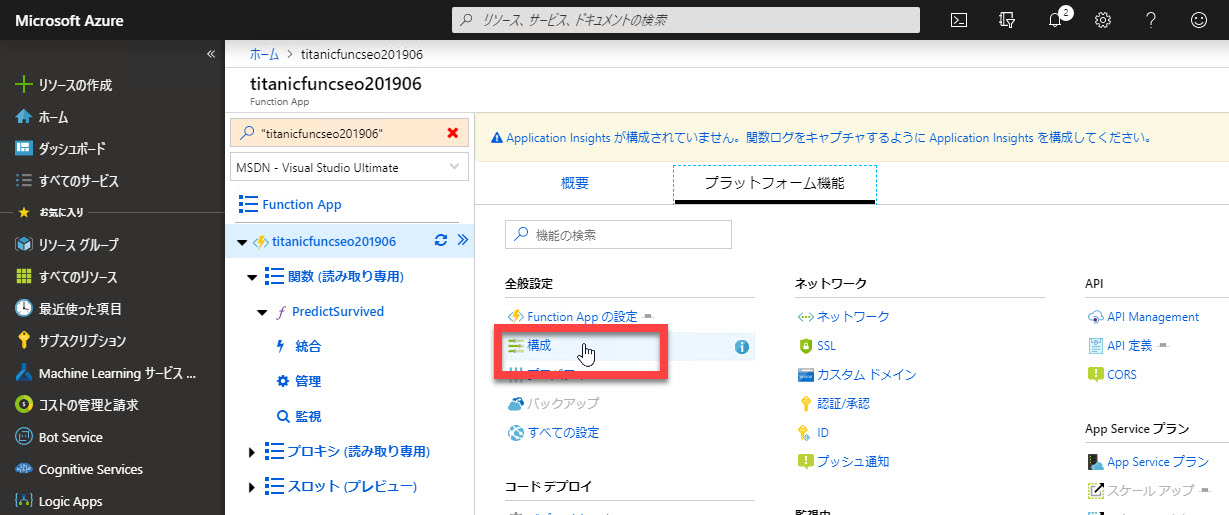 Microsoft Azure
リソース、サービス、ドキュメントの検索
2
«
リソースの作成
ホーム
ダッシュボード
すべてのサービス
お気に入り
リソース グループ
すべてのリソース
最近使った項目
サブスクリプション
Machine Learning サービス ...
コストの管理と請求
Bot Service
Cognitive Services
Logic Apps
ホーム > titanicfuncseo201906
titanicfuncseo201906
Function App
"titanicfuncseo201906"
MSDN - Visual Studio Ultimate
Function App
titanicfuncseo201906
関数 (読み取り専用)
PredictSurvived
統合
管理
監視
プロキシ (読み取り専用)
スロット (プレビュー)
Application Insights が構成されていません。関数ログをキャプチャするように Application Insights を構成してください。
概要
プラットフォーム機能
機能の検索
全般設定
Function App の設定
構成
バックアップ
すべての設定
コード デプロイ
ネットワーク
ネットワーク
SSL
カスタム ドメイン
認証/承認
ID
プッシュ通知
API
API Management
API 定義
CORS
App Service プラン
App Service プラン
スケール アップ